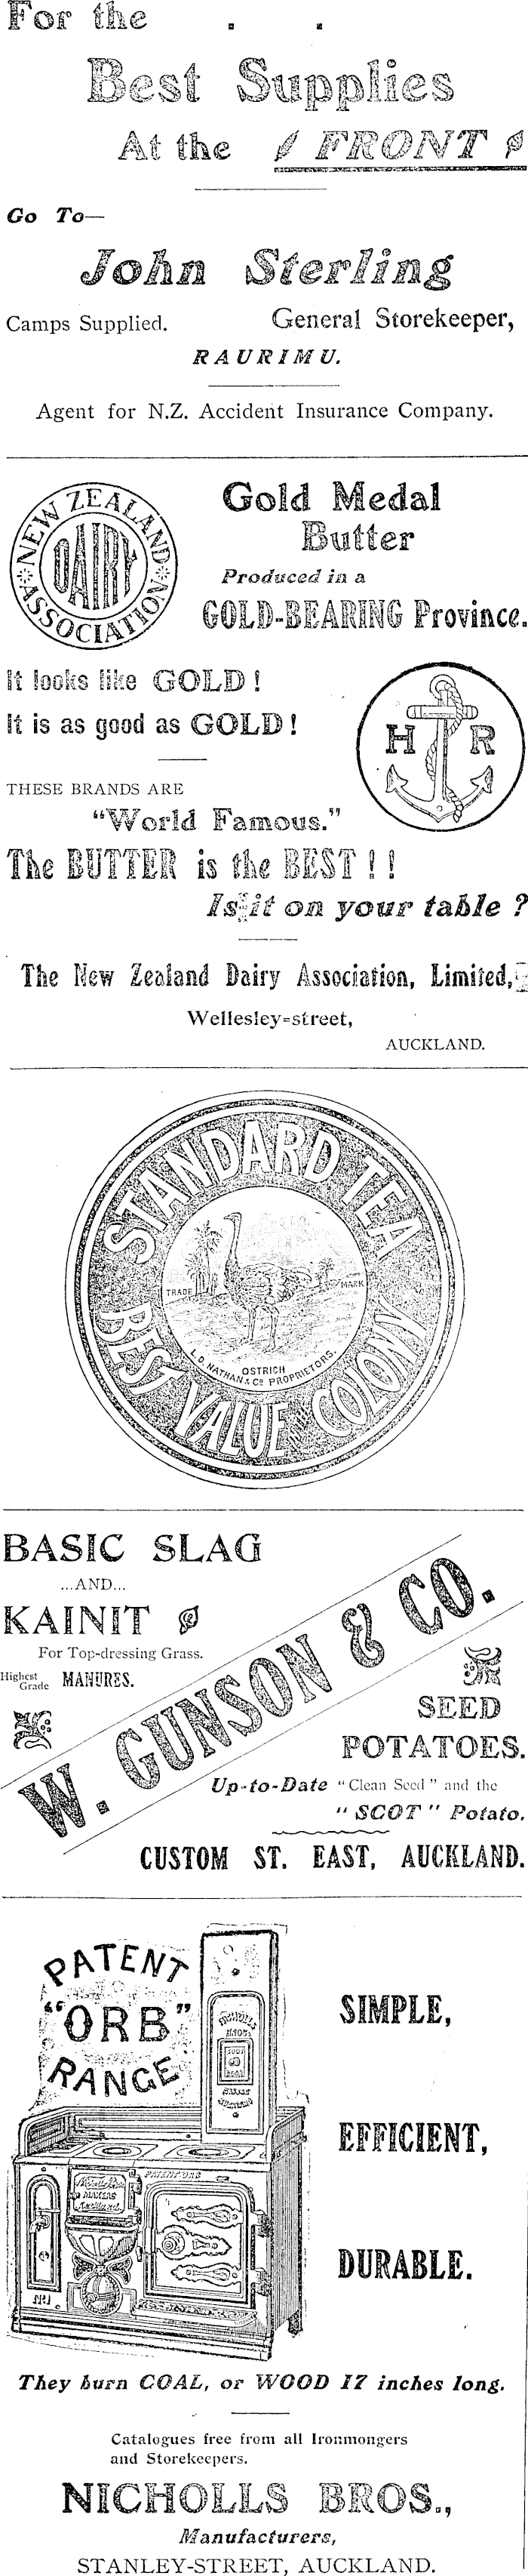 For the . .
Best Supplies
At the FRONT
Go To—
John Sterling
Camps Supplied. General Storekeeper,
RAURIMU.
Agent for N.Z. Accident Insurance Company.
NEW ZEALAND
DAIRY
ASSOCIATION
Gold Medal
Butter
Produced in a
GOLD-BEARING Province.
It looks like GOLD!
It is as good as GOLD!
H R
THESE BRANDS ARE
"World Famous."
The BUTTER is the BEST!!
Is it on your table?
The New Zealand Dairy Association, Limited,
Wellesley=street,
AUCKLAND.
STANDARD TEA
TRADE MARK
OSTRICH
L.D. NATHAN & Co PROPRIETORS.
BEST VALUE COLONY
BASIC SLAG
...AND...
KAINIT
For Top-dressing Grass.
Highest Grade MANURES.
W. GUNSON & CO.
SEED
POTATOES.
Up-to-Date "Clean Seed" and the
"SCOT" Potato.
CUSTOM ST. EAST, AUCKLAND.
PATENT
"ORB"
RANGE
NICHOLLS
BROS
PATENT ORB
MAKERS
Auckland
No1
SIMPLE,
EFFICIENT,
DURABLE.
They burn COAL, or WOOD 17 inches long.
Catalogues free from all Ironmongers
and Storekeepers.
NICHOLLS BROS.,
Manufacturers,
STANLEY-STREET, AUCKLAND.